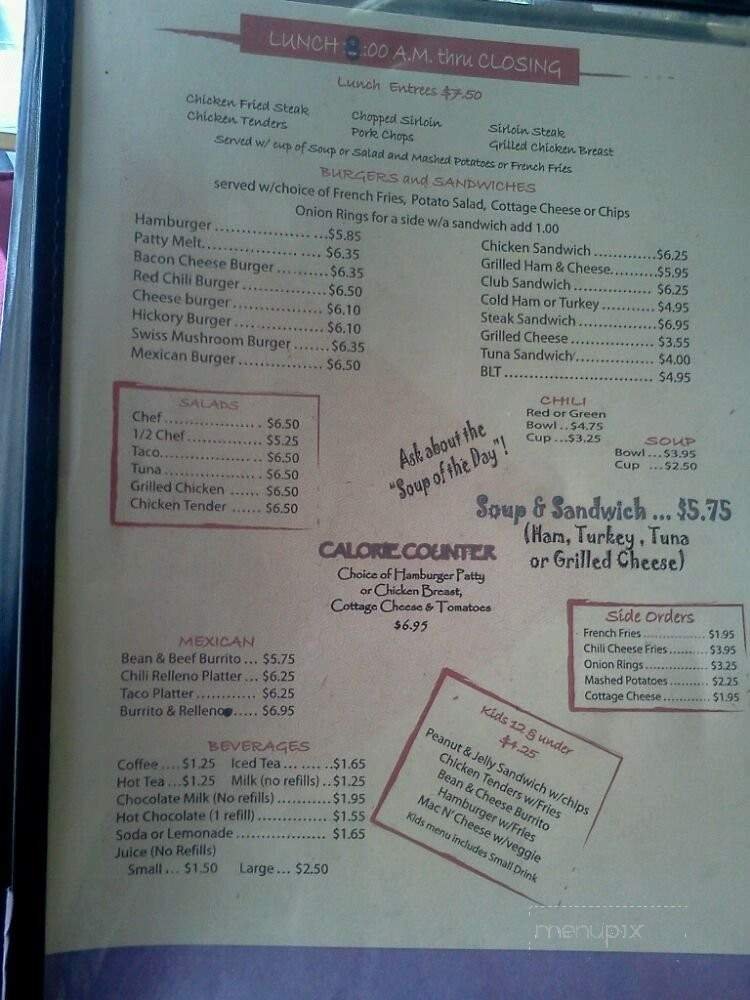 LUNCH 8:00 A.M. thru CLOSING
Lunch Entrees $7.50
Chicken Fried Steak
Chicken Tenders
Chopped Sirloin
Pork Chops
Sirloin Steak
Grilled Chicken Breast
Served w/ cup of Soup or Salad and Mashed Potatoes or French Fries
BURGERS and SANDWICHES
served w/choice of French Fries, Potato Salad, Cottage Cheese or Chips
Onion Rings for a side w/a sandwich add 1.00
Hamburger ..................... $5.85
Patty Melt..................... $6.35
Bacon Cheese Burger .......... $6.35
Red Chili Burger ................ $6.50
Cheese burger ................. $6.10
Hickory Burger ................. $6.10
Swiss Mushroom Burger ....... $6.35
Mexican Burger ................ $6.50
Chicken Sandwich ............. $6.25
Grilled Ham & Cheese.......... $5.95
Club Sandwich ................. $6.25
Cold Ham or Turkey ........... $4.95
Steak Sandwich ................ $6.95
Grilled Cheese ................. $3.55
Tuna Sandwich................. $4.00
BLT ............................. $4.95
SALADS
Chef ................... $6.50
1/2 Chef ............... $5.25
Taco.................... $6.50
Tuna ................... $6.50
Grilled Chicken ...... $6.50
Chicken Tender ...... $6.50
CHILI
Red or Green
Bowl .. $4.75
Cup ... $3.25
SOUP
Bowl ... $3.95
Cup ... $2.50
Ask about the
"Soup of the Day"!
Soup & Sandwich ... $5.75
(Ham, Turkey, Tuna
or Grilled Cheese)
CALORIE COUNTER
Choice of Hamburger Patty
or Chicken Breast,
Cottage Cheese & Tomatoes
$6.95
Side Orders
French Fries ................ $1.95
Chili Cheese Fries .......... $3.95
Onion Rings ................ $3.25
Mashed Potatoes .......... $2.25
Cottage Cheese ............ $1.95
MEXICAN
Bean & Beef Burrito ... $5.75
Chili Relleno Platter ... $6.25
Taco Platter ............ $6.25
Burrito & Relleno ..... $6.95
Kids 12 & under
$4.25
Peanut & Jelly Sandwich w/chips
Chicken Tenders w/Fries
Bean & Cheese Burrito
Hamburger w/Fries
Mac N' Cheese w/veggie
Kids menu includes Small Drink
BEVERAGES
Coffee .... $1.25 Iced Tea ... ...... $1.65
Hot Tea ... $1.25 Milk (no refills) .. $1.25
Chocolate Milk (No refills) ........... $1.95
Hot Chocolate (1 refill) .............. $1.55
Soda or Lemonade ................... $1.65
Juice (No Refills)
Small ... $1.50 Large ... $2.50
menupix